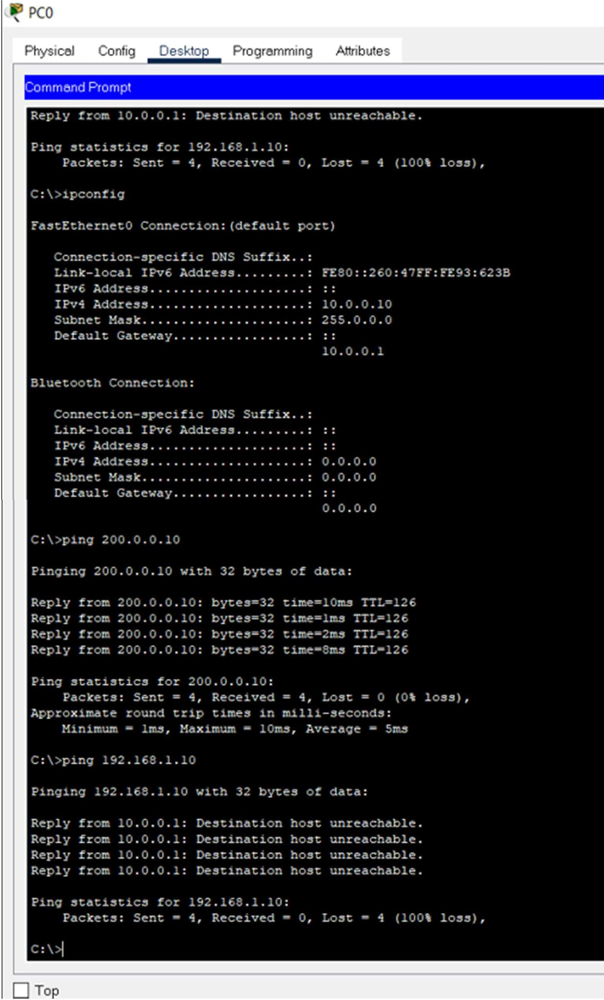 PC0
Physical Config Desktop Programming Attributes
Command Prompt
Reply from 10.0.0.1: Destination host unreachable.
Ping statistics for 192.168.1.10:
Packets: Sent = 4, Received = 0, Lost = 4 (100% loss),
C:\>ipconfig
FastEthernet0 Connection:(default port)
Connection-specific DNS Suffix..:
Link-local IPv6 Address.........: FE80::260:47FF:FE93:623B
IPv6 Address....................: ::
IPv4 Address....................: 10.0.0.10
Subnet Mask.....................: 255.0.0.0
Default Gateway.................: ::
10.0.0.1
Bluetooth Connection:
Connection-specific DNS Suffix..:
Link-local IPv6 Address.........: ::
IPv6 Address....................: ::
IPv4 Address....................: 0.0.0.0
Subnet Mask.....................: 0.0.0.0
Default Gateway.................: ::
0.0.0.0
C:\>ping 200.0.0.10
Pinging 200.0.0.10 with 32 bytes of data:
Reply from 200.0.0.10: bytes=32 time=10ms TTL=126
Reply from 200.0.0.10: bytes=32 time=1ms TTL=126
Reply from 200.0.0.10: bytes=32 time=2ms TTL=126
Reply from 200.0.0.10: bytes=32 time=8ms TTL=126
Ping statistics for 200.0.0.10:
Packets: Sent = 4, Received = 4, Lost = 0 (0% loss),
Approximate round trip times in milli-seconds:
Minimum = 1ms, Maximum = 10ms, Average = 5ms
C:\>ping 192.168.1.10
Pinging 192.168.1.10 with 32 bytes of data:
Reply from 10.0.0.1: Destination host unreachable.
Reply from 10.0.0.1: Destination host unreachable.
Reply from 10.0.0.1: Destination host unreachable.
Reply from 10.0.0.1: Destination host unreachable.
Ping statistics for 192.168.1.10:
Packets: Sent = 4, Received = 0, Lost = 4 (100% loss),
C:\>
Top